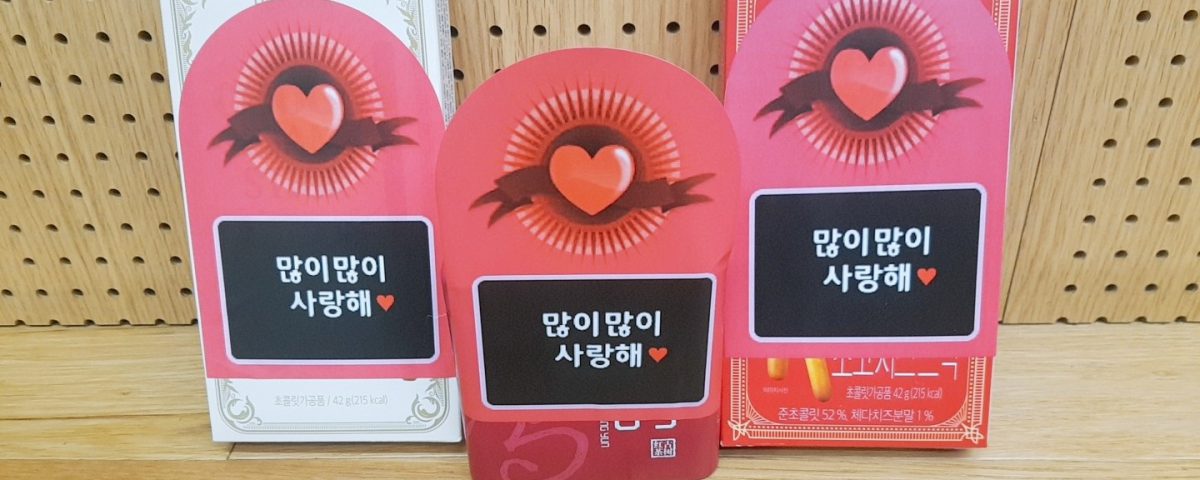 많이많이
사랑해
초콜릿가공품 / 42 g (215 kcal)
많이많이
사랑해
5
많이많이
사랑해
초콜릿가공품 42 g (215 kcal)
준초콜릿 52 %, 체다치즈분말 1 %